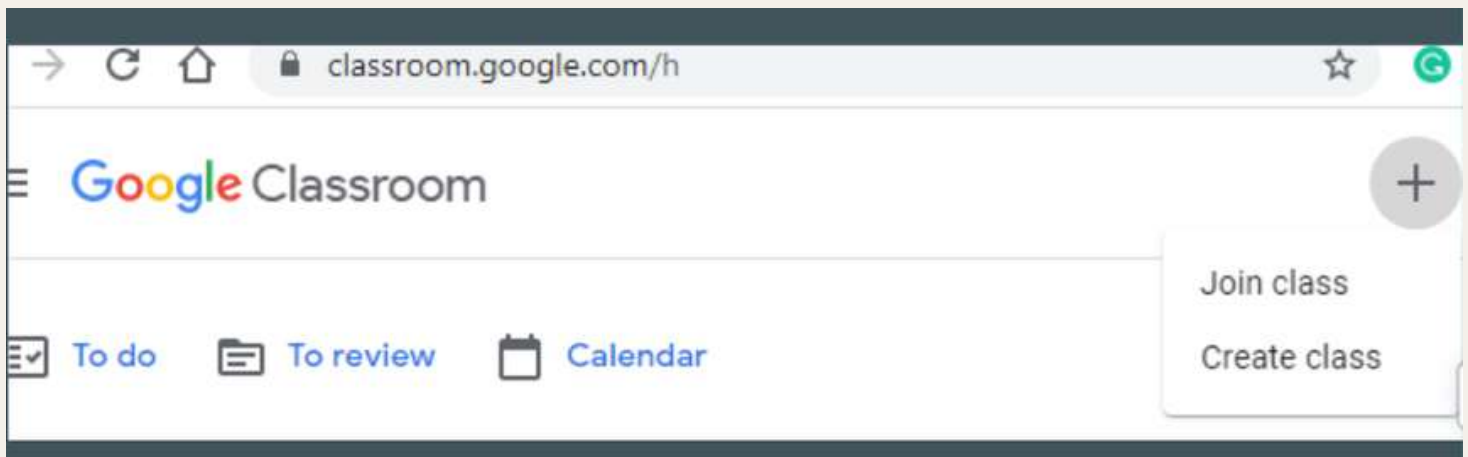 classroom.google.com/h
Google Classroom
Join class
To do To review Calendar
Create class